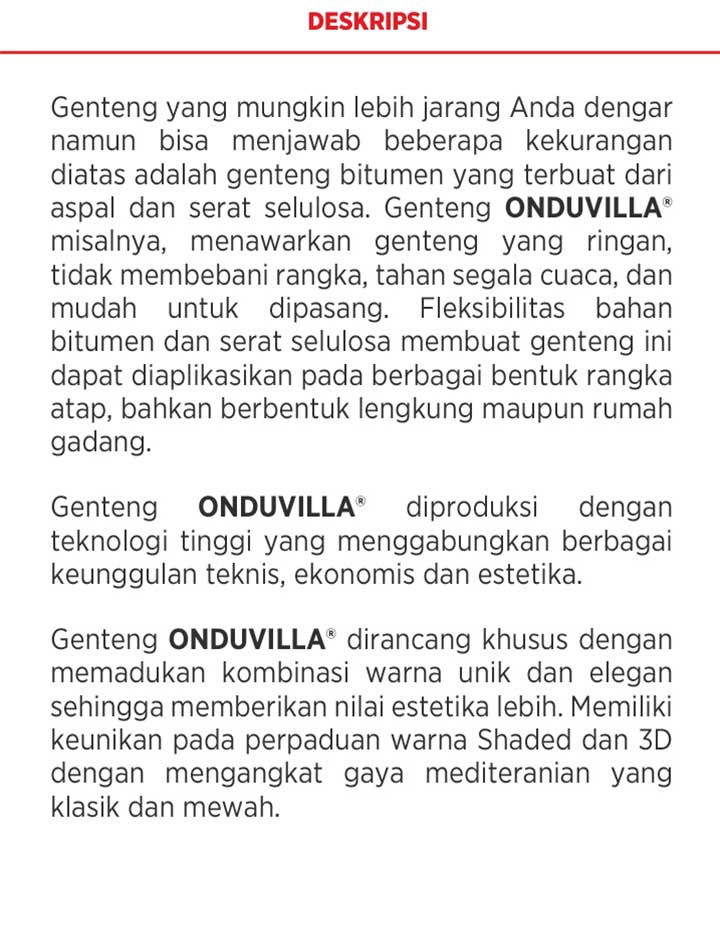 DESKRIPSI
Genteng yang mungkin lebih jarang Anda dengar
namun bisa menjawab beberapa kekurangan
diatas adalah genteng bitumen yang terbuat dari
aspal dan serat selulosa. Genteng ONDUVILLA®
misalnya, menawarkan genteng yang ringan,
tidak membebani rangka, tahan segala cuaca, dan
mudah untuk dipasang. Fleksibilitas bahan
bitumen dan serat selulosa membuat genteng ini
dapat diaplikasikan pada berbagai bentuk rangka
atap, bahkan berbentuk lengkung maupun rumah
gadang.
Genteng ONDUVILLA® diproduksi dengan
teknologi tinggi yang menggabungkan berbagai
keunggulan teknis, ekonomis dan estetika.
Genteng ONDUVILLA® dirancang khusus dengan
memadukan kombinasi warna unik dan elegan
sehingga memberikan nilai estetika lebih. Memiliki
keunikan pada perpaduan warna Shaded dan 3D
dengan mengangkat gaya mediteranian yang
klasik dan mewah.